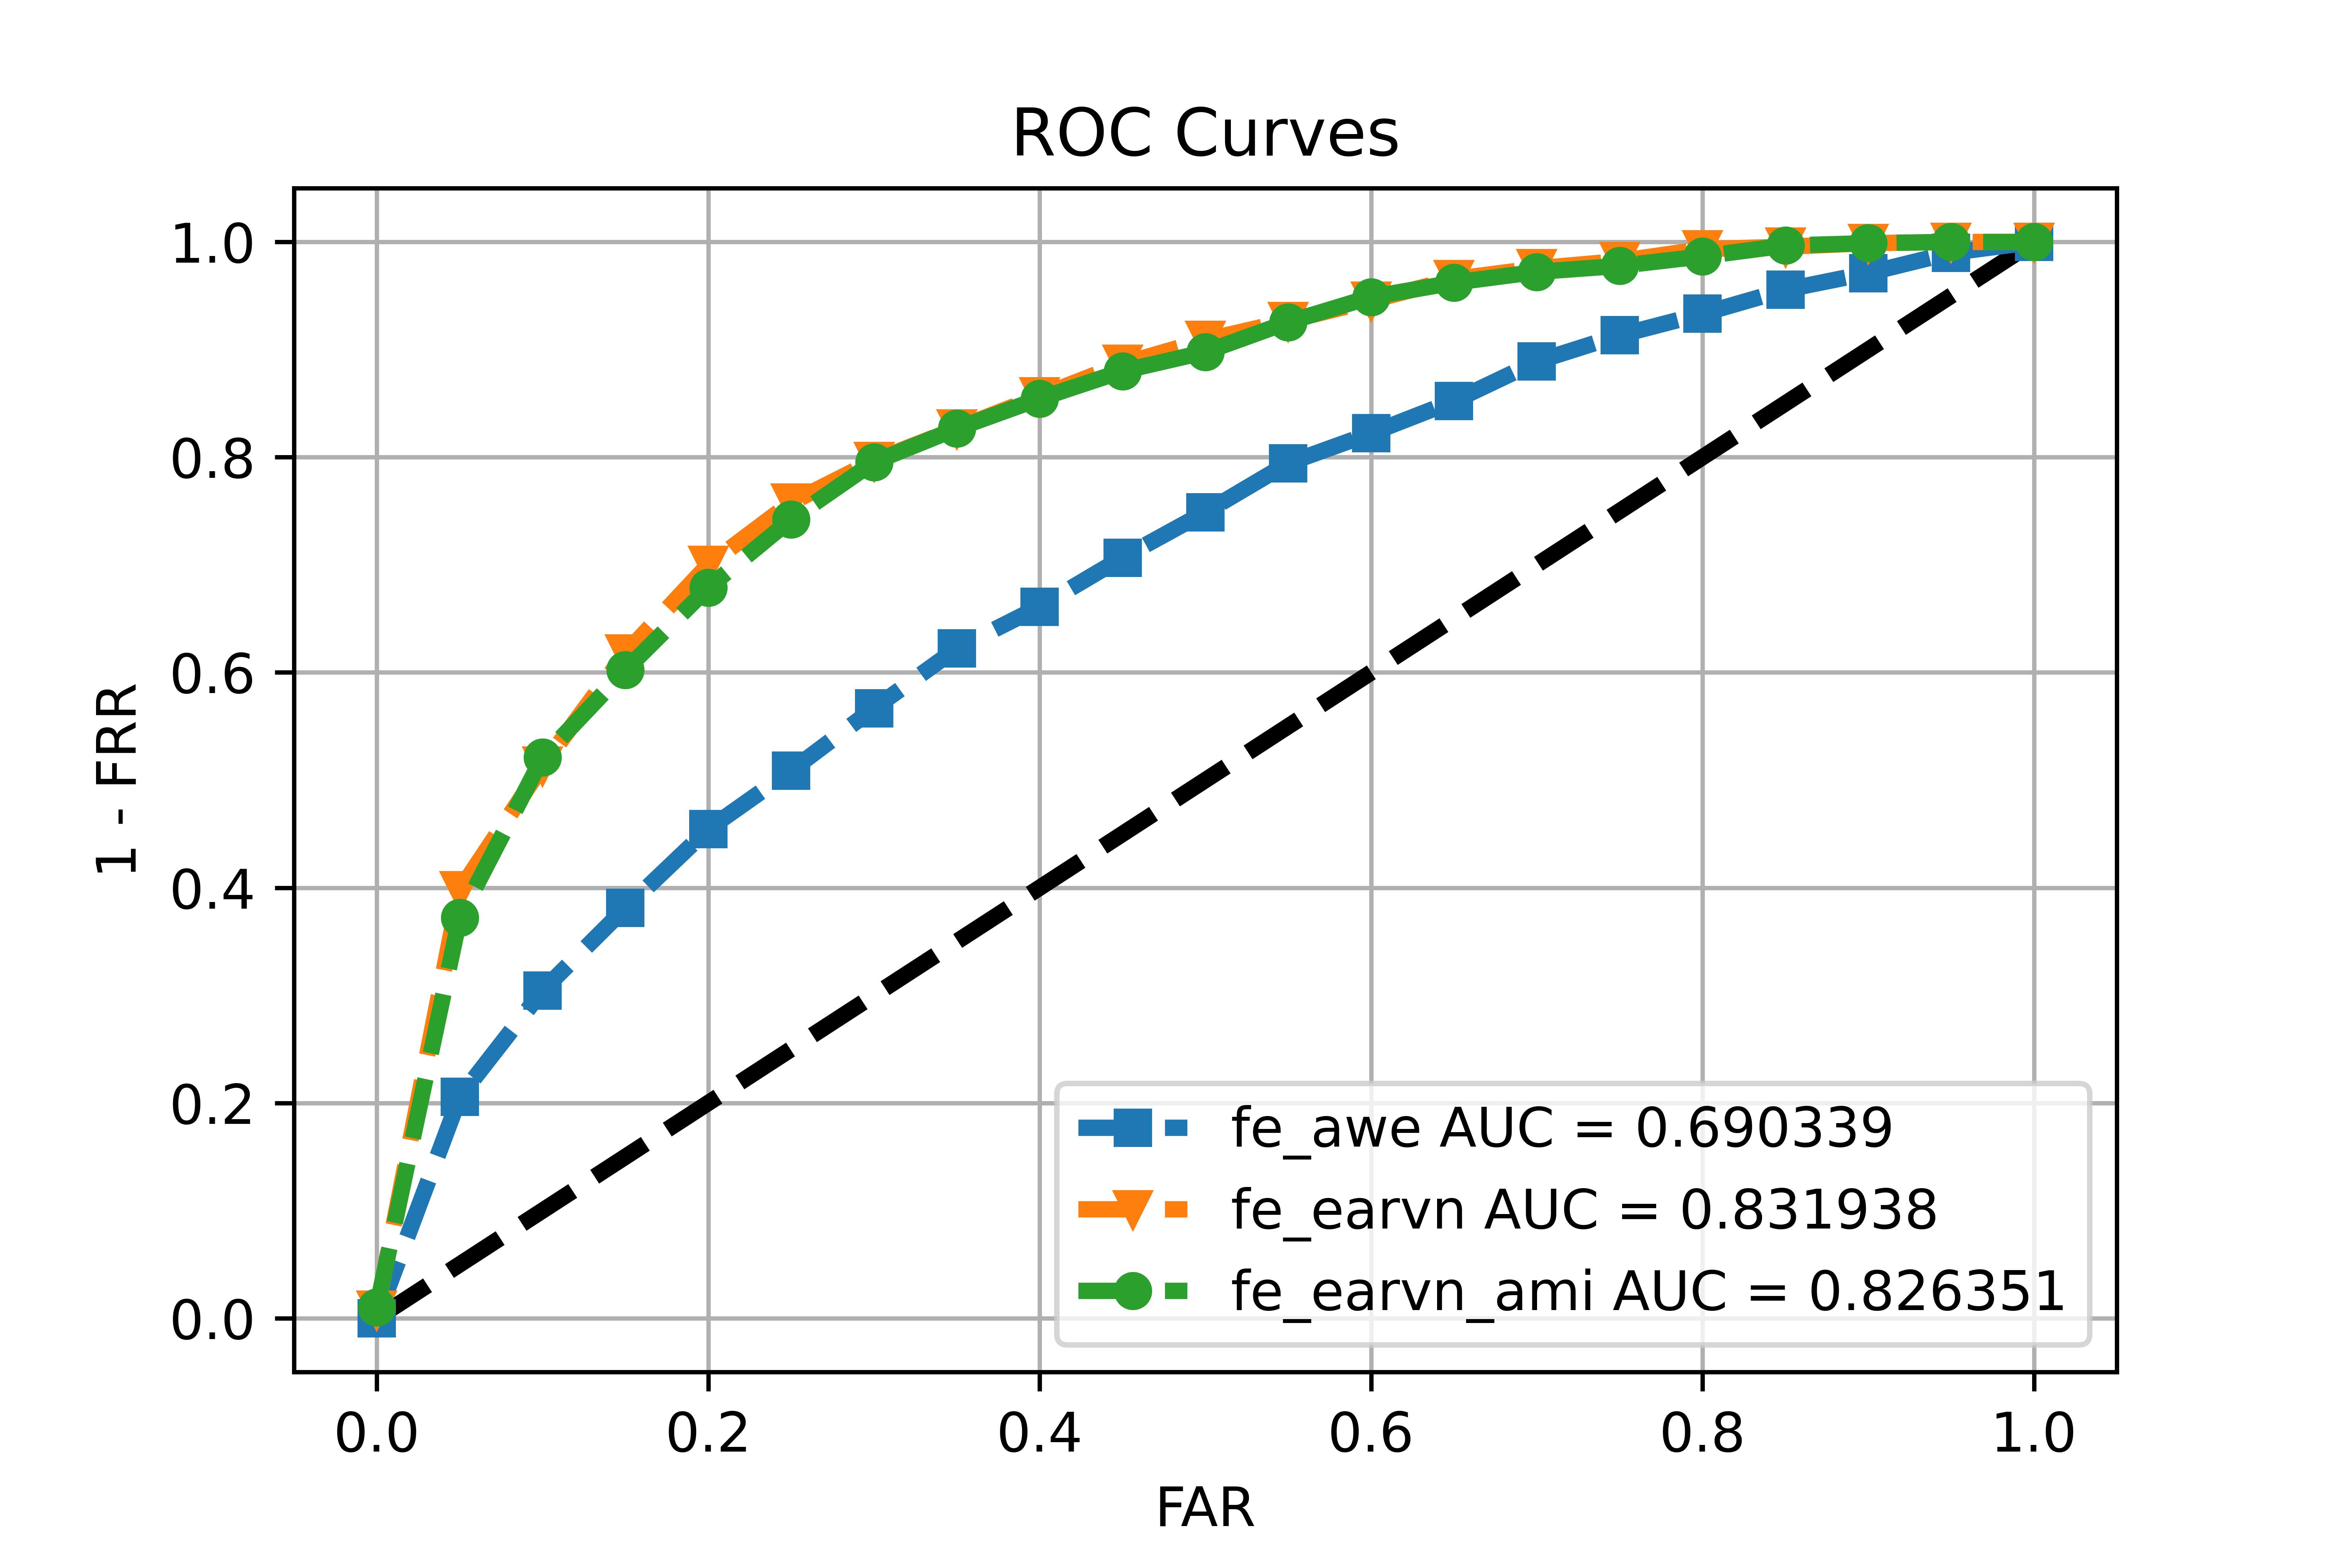 ROC Curves
1.0
0.8
0.6
0.4
0.2
0.0
1 - FRR
fe_awe AUC = 0.690339
fe_earvn AUC = 0.831938
fe_earvn_ami AUC = 0.826351
0.0 0.2 0.4 0.6 0.8 1.0
FAR